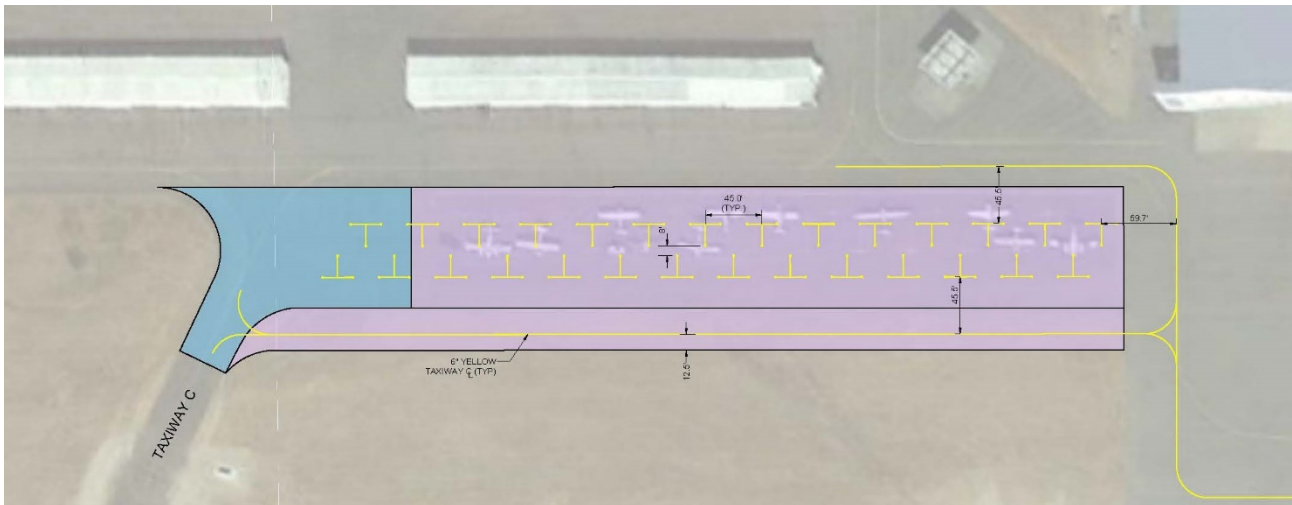 45.5'
45.0'
(TYP.)
59.7'
8'
45.5'
6" YELLOW
TAXIWAY ℄ (TYP)
12.5'
TAXIWAY C